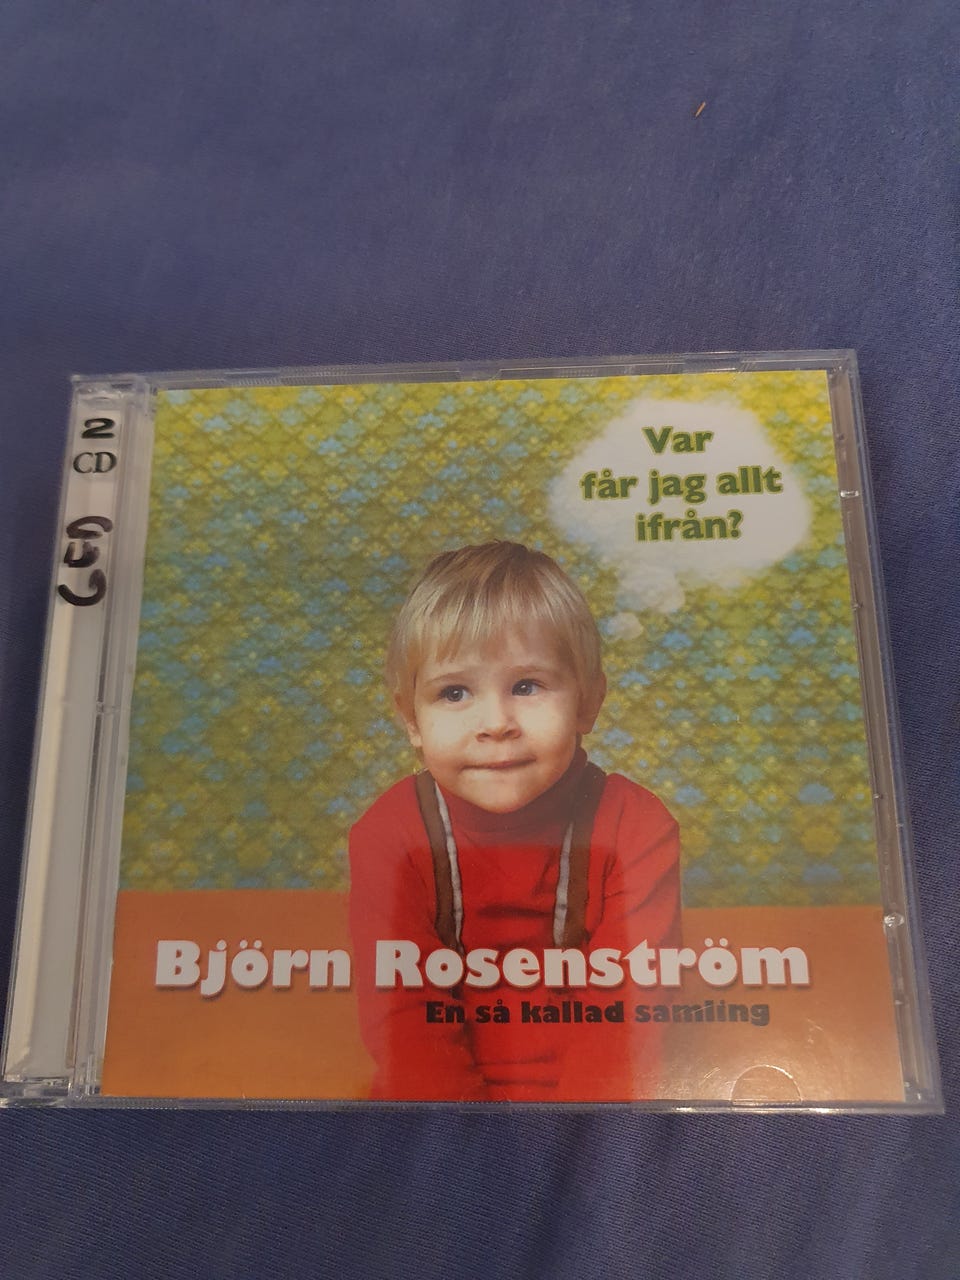 2
CD
Var
får jag allt
ifrån?
Björn Rosenström
En så kallad samling